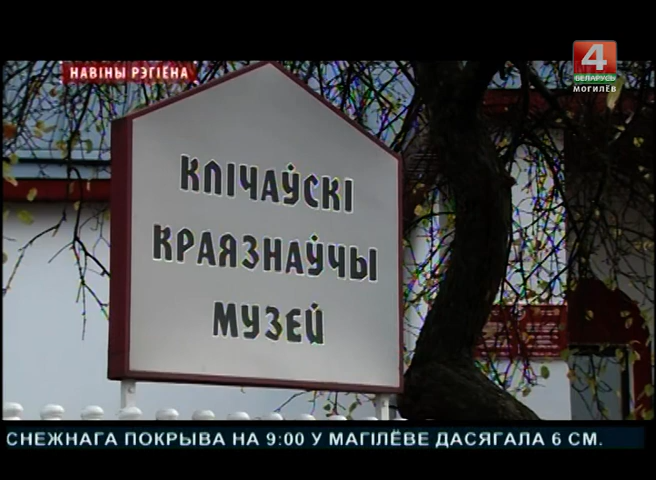 НАВІНЫ РЭГІЁНА
4
БЕЛАРУСЬ
МОГИЛЁВ
КЛІЧАЎСКІ
КРАЯЗНАЎЧЫ
МУЗЕЙ
СНЕЖНАГА ПОКРЫВА НА 9:00 У МАГІЛЁВЕ ДАСЯГАЛА 6 СМ.